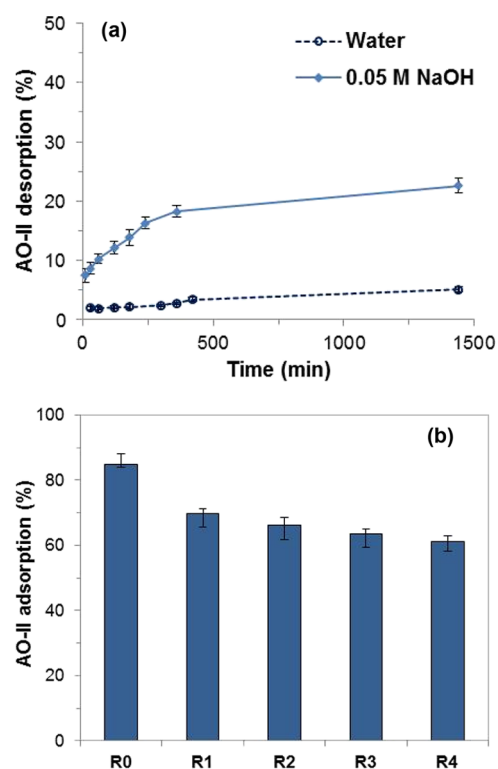 (a)
Water
0.05 M NaOH
AO-II desorption (%)
50
40
30
20
10
0
0
500
1000
1500
Time (min)
(b)
AO-II adsorption (%)
100
80
60
40
20
0
R0
R1
R2
R3
R4